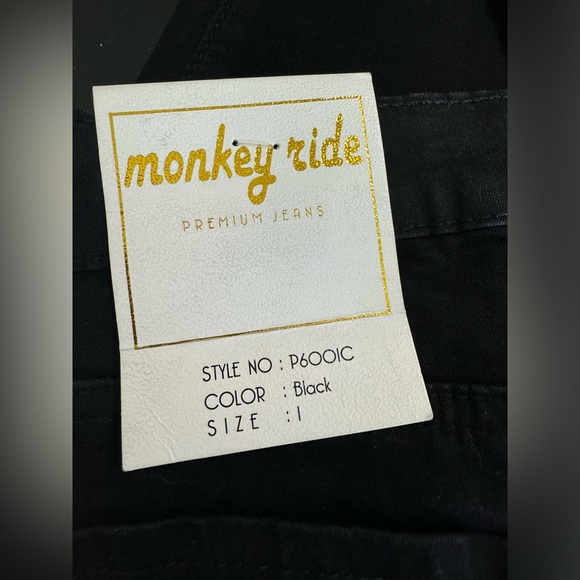 monkey ride
PREMIUM JEANS
STYLE NO : P6001C
COLOR : Black
SIZE : 1